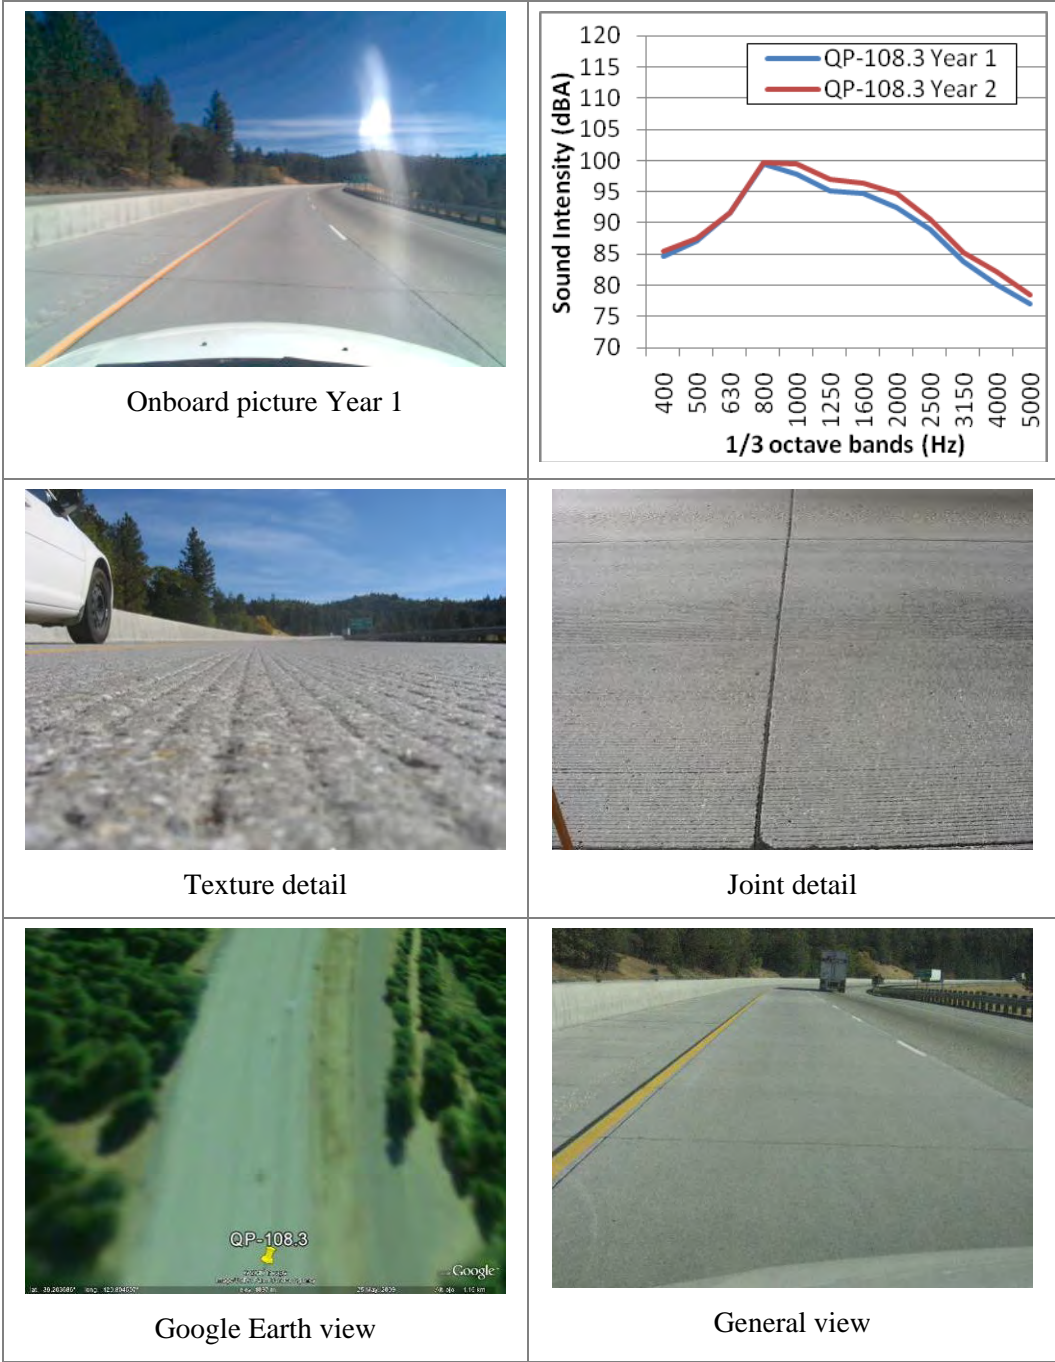 120
115
110
105
100
95
90
85
80
75
70
Sound Intensity (dBA)
QP-108.3 Year 1
QP-108.3 Year 2
400
500
630
800
1000
1250
1600
2000
2500
3150
4000
5000
1/3 octave bands (Hz)
Onboard picture Year 1
Texture detail
Joint detail
QP-108.3
Google
Google Earth view
General view